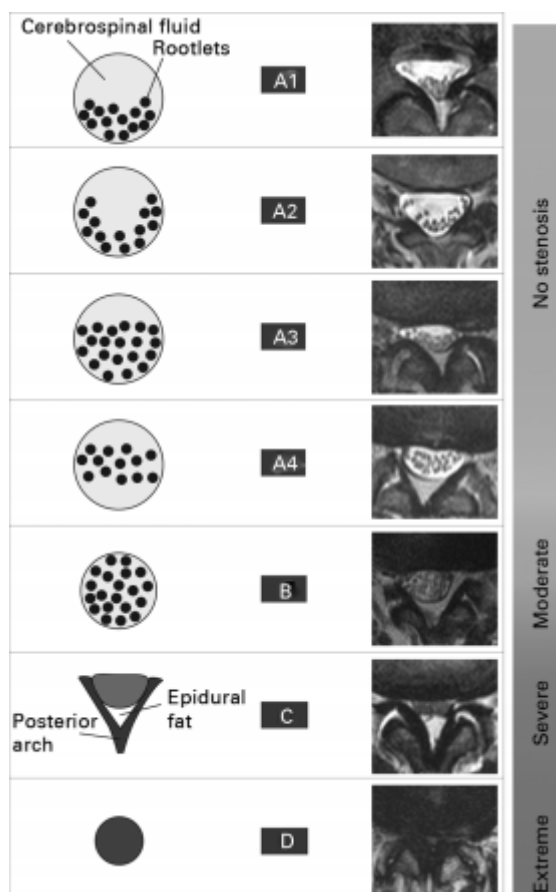 Cerebrospinal fluid
Rootlets
A1
A2
A3
A4
B
Epidural
fat
Posterior
arch
C
D
No stenosis
Moderate
Severe
Extreme